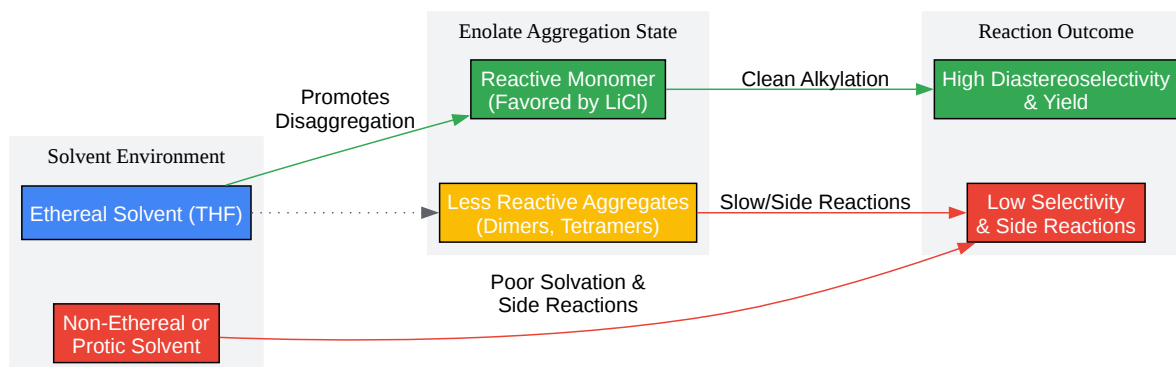 Enolate Aggregation State
Reaction Outcome
Reactive Monomer
(Favored by LiCl)
Clean Alkylation
High Diastereoselectivity
& Yield
Promotes
Disaggregation
Solvent Environment
Ethereal Solvent (THF)
Less Reactive Aggregates
(Dimers, Tetramers)
Slow/Side Reactions
Low Selectivity
& Side Reactions
Poor Solvation &
Side Reactions
Non-Ethereal or
Protic Solvent